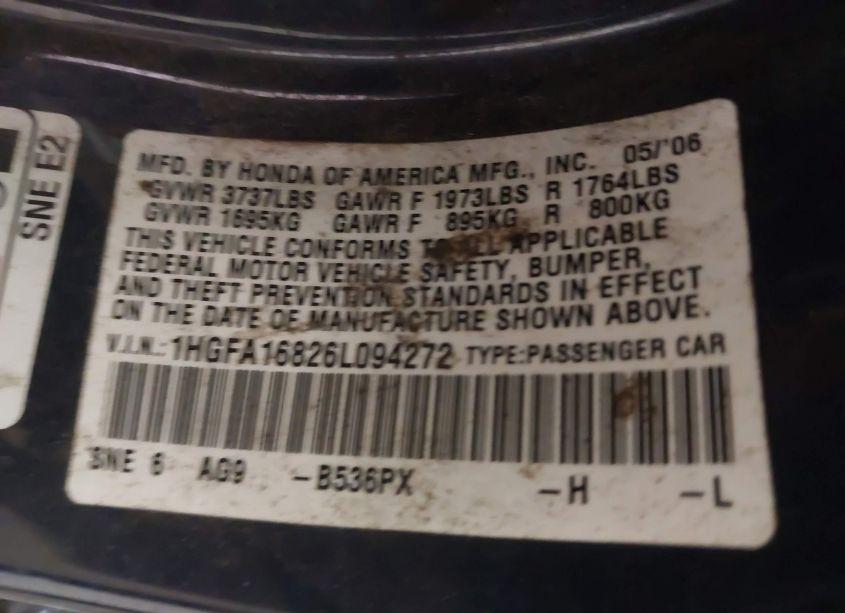 SNE E2
MFD. BY HONDA OF AMERICA MFG., INC. 05/'06
GVWR 3737LBS GAWR F 1973LBS R 1764LBS
GVWR 1695KG GAWR F 895KG R 800KG
THIS VEHICLE CONFORMS TO ALL APPLICABLE
FEDERAL MOTOR VEHICLE SAFETY, BUMPER,
AND THEFT PREVENTION STANDARDS IN EFFECT
ON THE DATE OF MANUFACTURE SHOWN ABOVE.
V.I.N.: 1HGFA16826L094272 TYPE:PASSENGER CAR
SNE 6 AG9 -B536PX -H -L